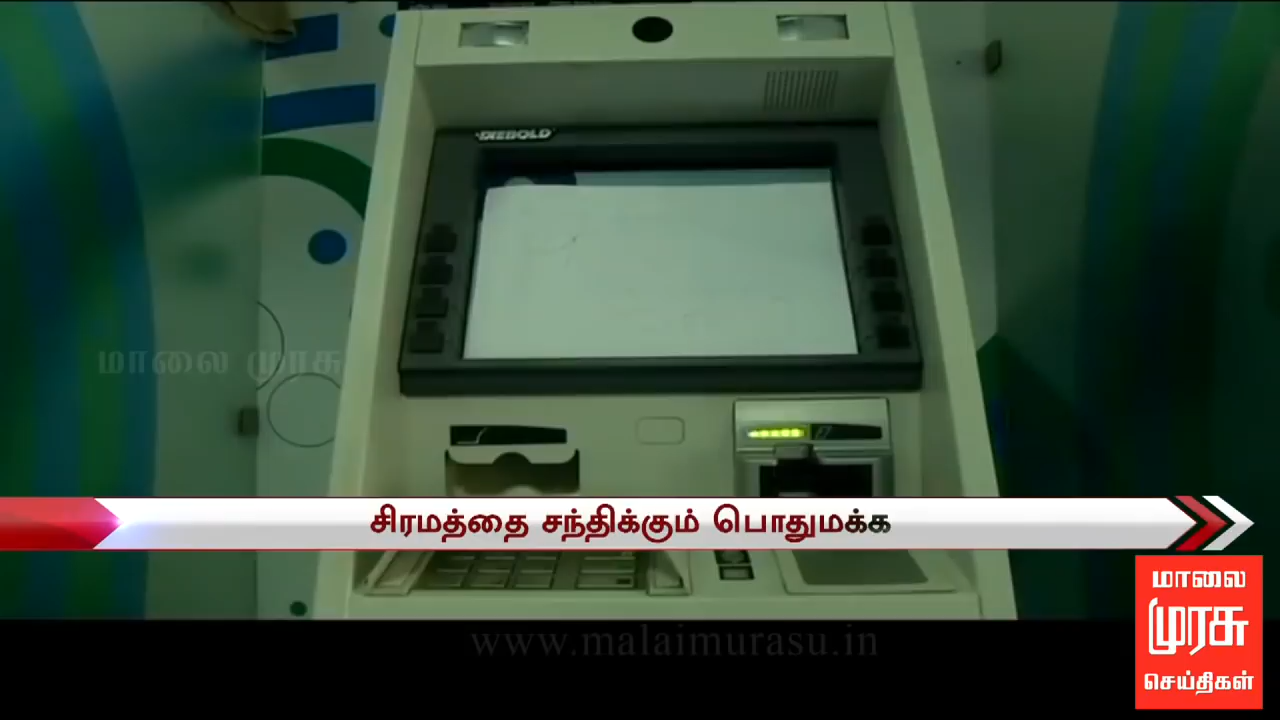 DIEBOLD
மாலை முரசு
சிரமத்தை சந்திக்கும் பொதுமக்க
மாலை
முரசு
செய்திகள்
www.malaimurasu.in